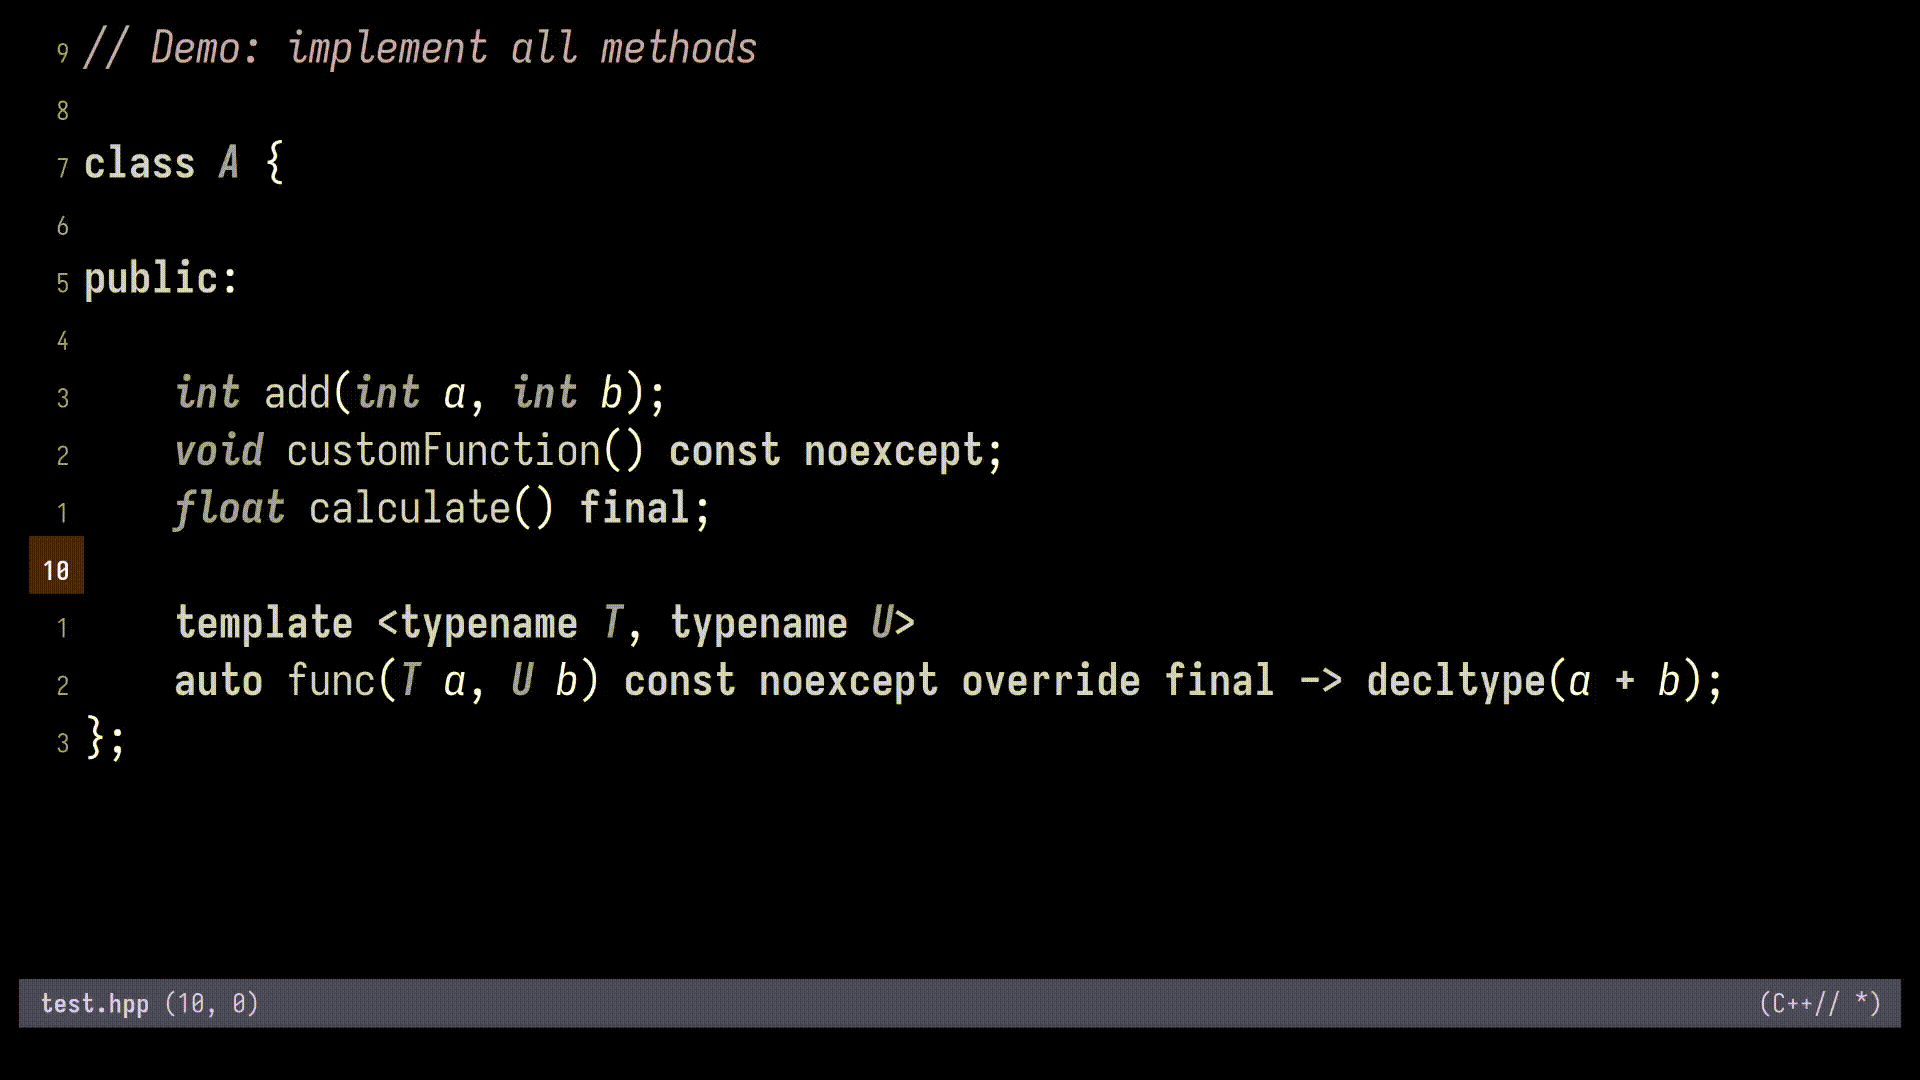 9 // Demo: implement all methods
8
7 class A {
6
5 public:
4
3     int add(int a, int b);
2     void customFunction() const noexcept;
1     float calculate() final;
10
1     template <typename T, typename U>
2     auto func(T a, U b) const noexcept override final -> decltype(a + b);
3 };
test.hpp (10, 0) (C++// *)